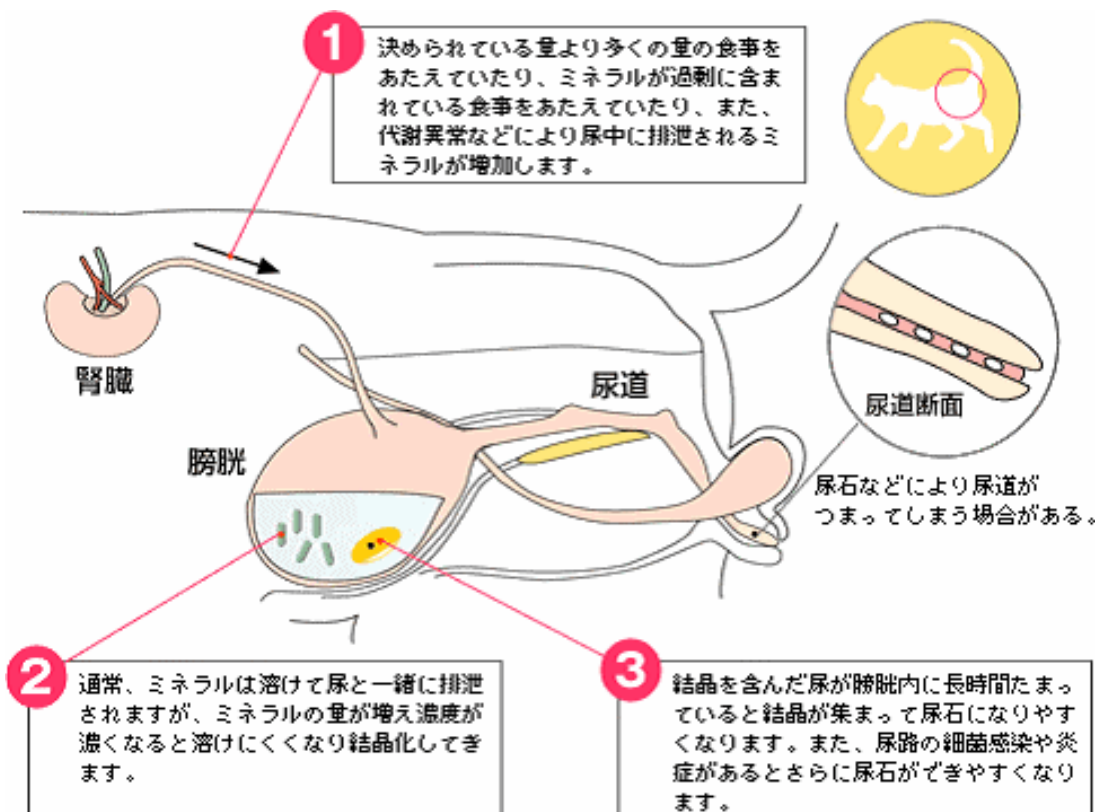 1
決められている量より多くの量の食事を
あたえていたり、ミネラルが過剰に含ま
れている食事をあたえていたり、また、
代謝異常などにより尿中に排泄されるミ
ネラルが増加します。
腎臓
膀胱
尿道
尿道断面
尿石などにより尿道が
つまってしまう場合がある。
2
通常、ミネラルは溶けて尿と一緒に排泄
されますが、ミネラルの量が増え濃度が
濃くなると溶けにくくなり結晶化してき
ます。
3
結晶を含んだ尿が膀胱内に長時間たまっ
ていると結晶が集まって尿石になりやす
くなります。また、尿路の細菌感染や炎
症があるとさらに尿石ができやすくなり
ます。